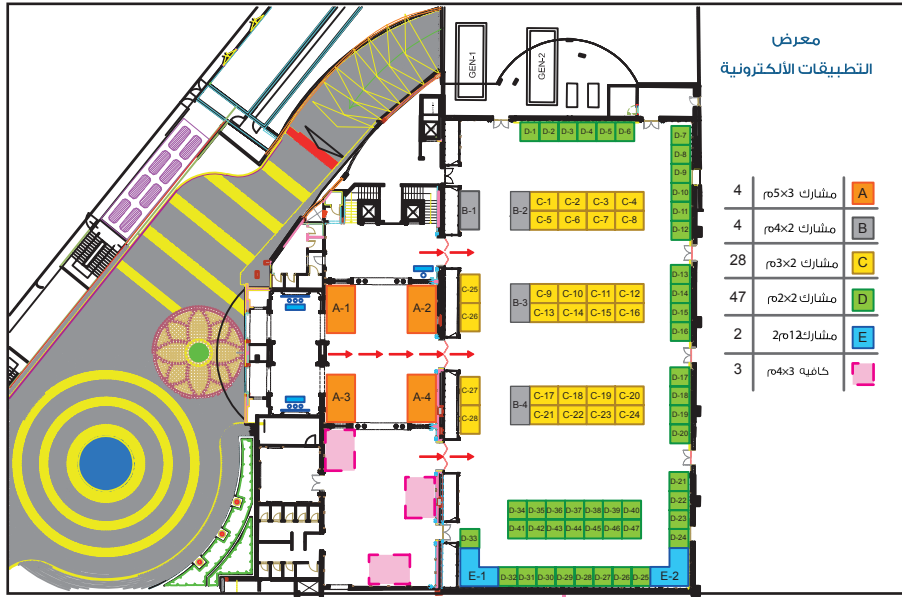 معرض
التطبيقات الألكترونية
A مشارك 3×5م 4
B مشارك 2×4م 4
C مشارك 2×3م 28
D مشارك 2×2م 47
E مشارك12م2 2
كافيه 3×4م 3
GEN-1
GEN-2
D-1 D-2 D-3 D-4 D-5 D-6
D-7
D-8
D-9
D-10
D-11
D-12
B-1
B-2
C-1 C-2 C-3 C-4
C-5 C-6 C-7 C-8
D-13
D-14
D-15
D-16
C-25
C-26
B-3
C-9 C-10 C-11 C-12
C-13 C-14 C-15 C-16
A-1 A-2
A-3 A-4
C-27
C-28
B-4
C-17 C-18 C-19 C-20
C-21 C-22 C-23 C-24
D-17
D-18
D-19
D-20
D-21
D-22
D-23
D-24
D-34 D-35 D-36 D-37 D-38 D-39 D-40
D-41 D-42 D-43 D-44 D-45 D-46 D-47
D-33
E-1 D-32 D-31 D-30 D-29 D-28 D-27 D-26 D-25 E-2